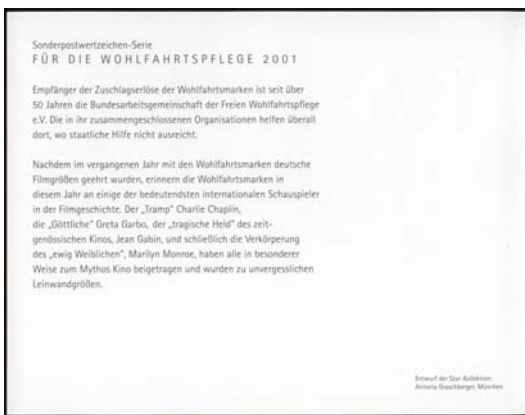 Sonderpostwertzeichen-Serie
FÜR DIE WOHLFAHRTSPFLEGE 2001
Empfänger der Zuschlagserlöse der Wohlfahrtsmarken ist seit über
50 Jahren die Bundesarbeitsgemeinschaft der Freien Wohlfahrtspflege
e.V. Die in ihr zusammengeschlossenen Organisationen helfen überall
dort, wo staatliche Hilfe nicht ausreicht.
Nachdem im vergangenen Jahr mit den Wohlfahrtsmarken deutsche
Filmgrößen geehrt wurden, erinnern die Wohlfahrtsmarken in
diesem Jahr an einige der bedeutendsten internationalen Schauspieler
in der Filmgeschichte. Der „Tramp" Charlie Chaplin,
die „Göttliche" Greta Garbo, der „tragische Held" des zeit-
genössischen Kinos, Jean Gabin, und schließlich die Verkörperung
des „ewig Weiblichen", Marilyn Monroe, haben alle in besonderer
Weise zum Mythos Kino beigetragen und wurden zu unvergesslichen
Leinwandgrößen.
Entwurf der Star-Kollektion:
Antonia Graschberger, München